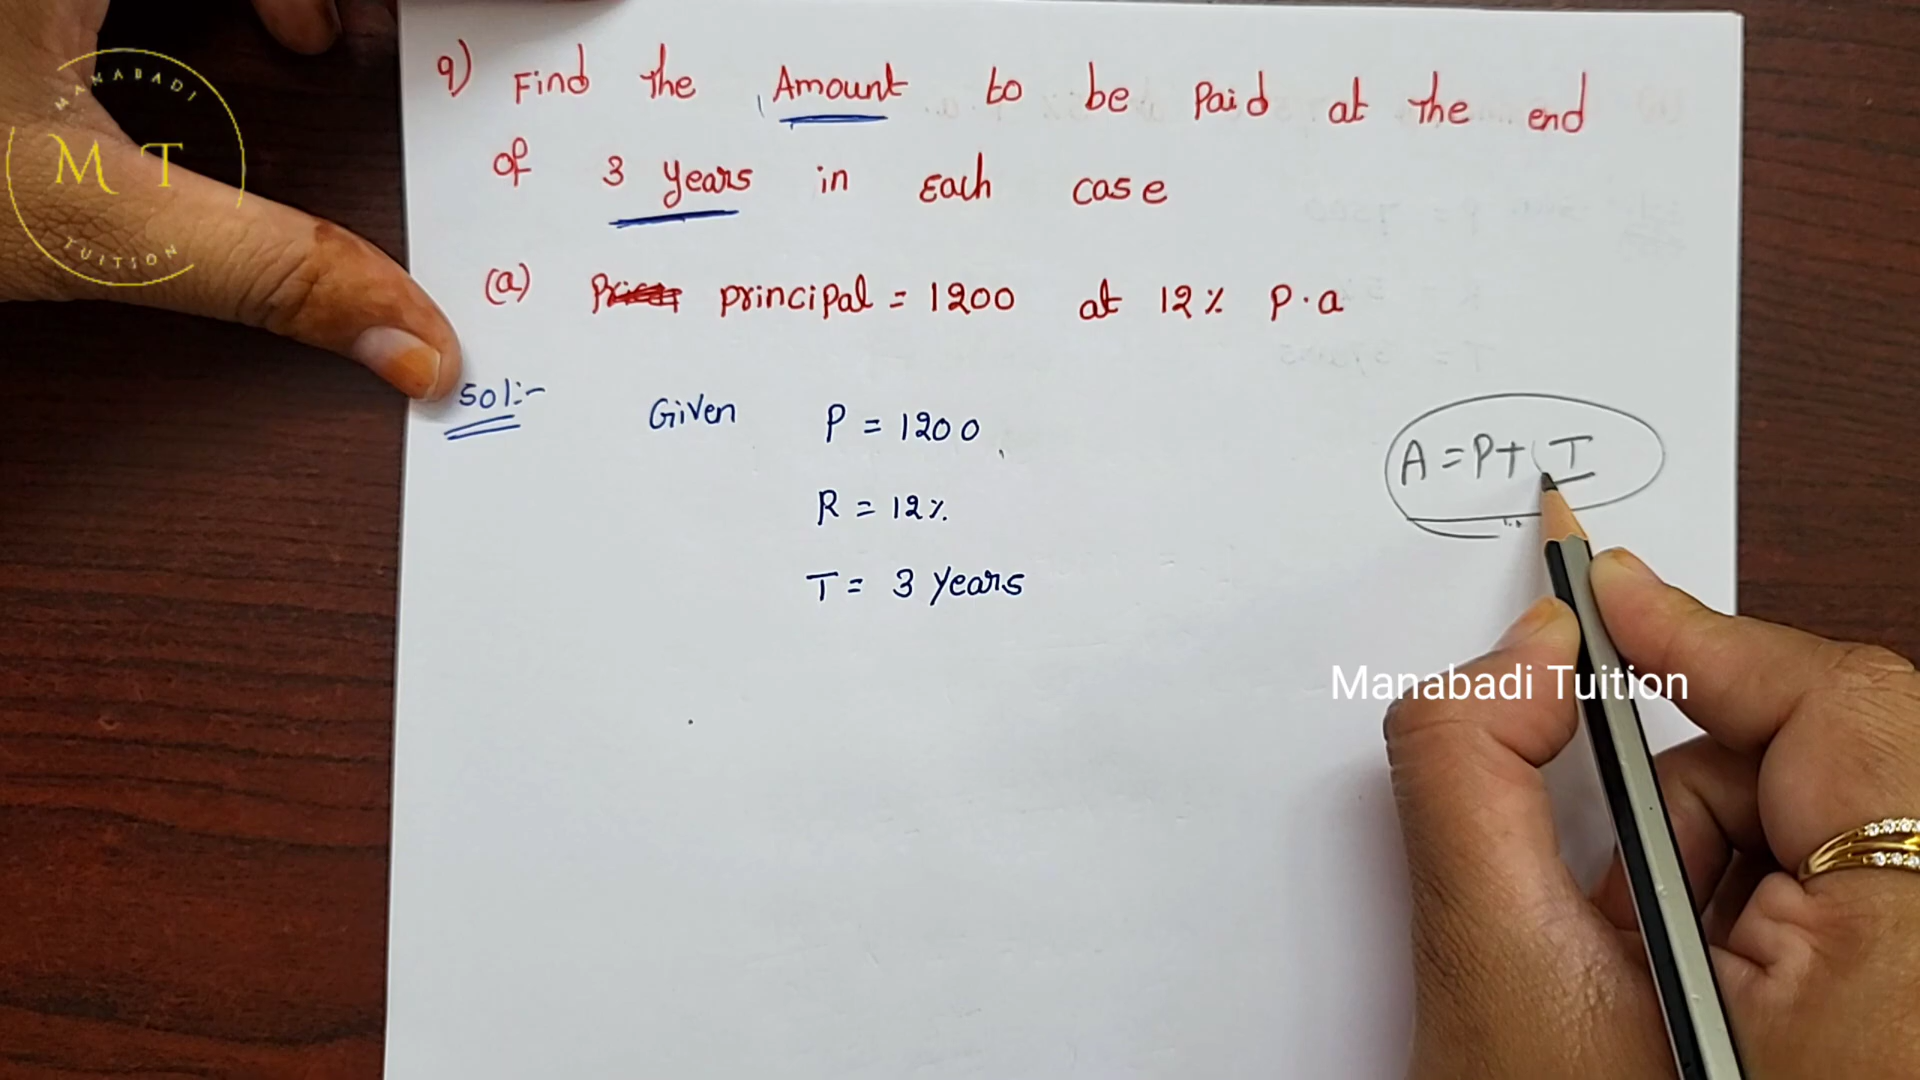 MANABADI
M T
TUITION
9) Find the Amount to be paid at the end
of 3 years in each case
(a) principal = 1200 at 12% p.a
Sol:- Given P = 1200
A = P + I
R = 12%
T = 3 years
Manabadi Tuition